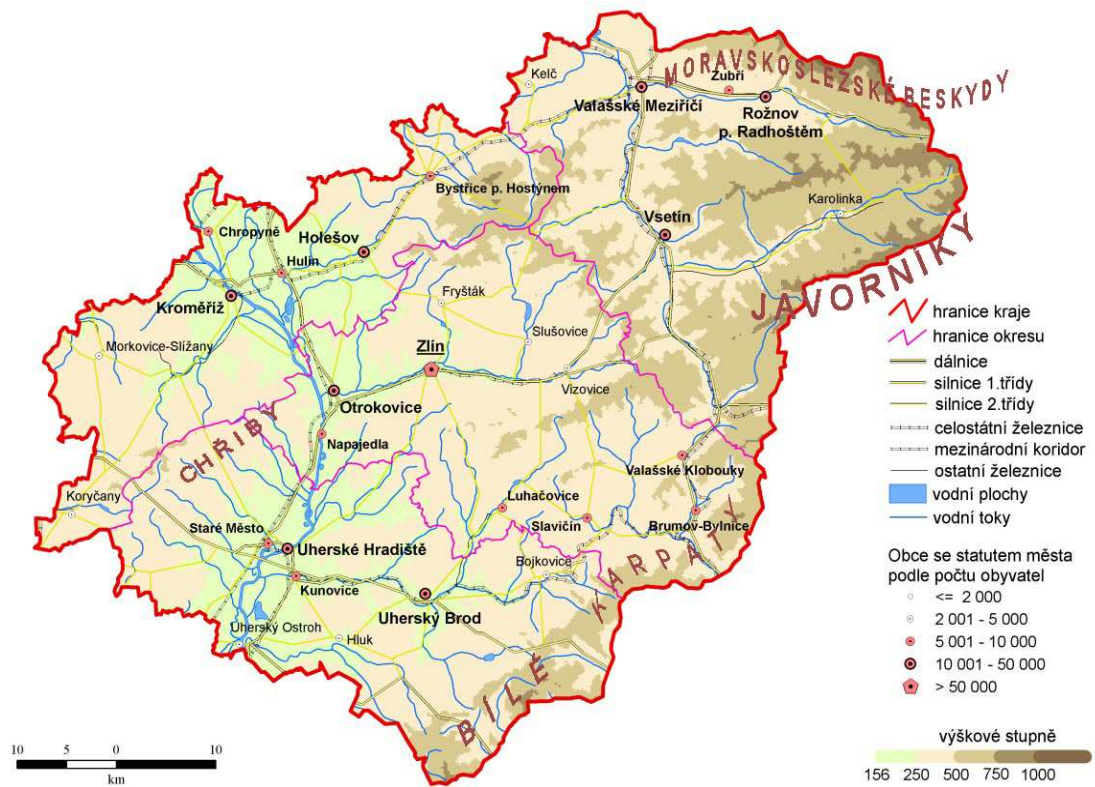 MORAVSKOSLEZSKÉ BESKYDY
Kelč
Zubří
Valašské Meziříčí
Rožnov
p. Radhoštěm
Bystřice p. Hostýnem
Karolinka
Vsetín
Chropyně
Holešov
Hulín
JAVORNÍKY
Kroměříž
Fryšták
Slušovice
Morkovice-Slížany
Zlín
Vizovice
Otrokovice
CHŘIBY
Napajedla
Valašské Klobouky
Koryčany
Luhačovice
Slavičín
Brumov-Bylnice
Staré Město
Uherské Hradiště
Bojkovice
Kunovice
Uherský Brod
Uherský Ostroh
Hluk
BÍLÉ KARPATY
hranice kraje
hranice okresu
dálnice
silnice 1.třídy
silnice 2.třídy
celostátní železnice
mezinárodní koridor
ostatní železnice
vodní plochy
vodní toky
Obce se statutem města
podle počtu obyvatel
<= 2 000
2 001 - 5 000
5 001 - 10 000
10 001 - 50 000
> 50 000
výškové stupně
156 250 500 750 1000
10 5 0 10
km